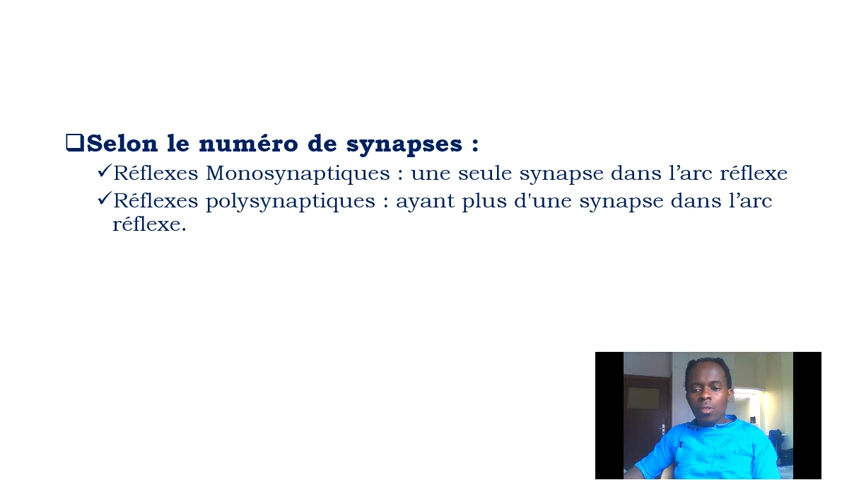 ❑Selon le numéro de synapses :
✓Réflexes Monosynaptiques : une seule synapse dans l’arc réflexe
✓Réflexes polysynaptiques : ayant plus d'une synapse dans l’arc
réflexe.